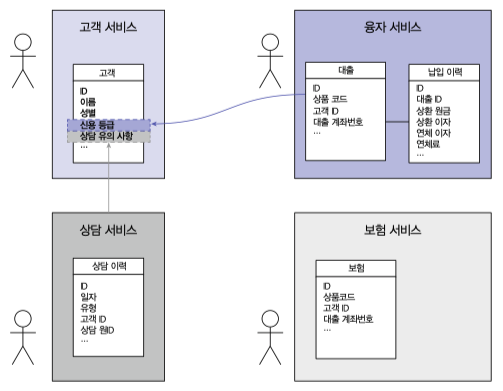 고객 서비스
고객
ID
이름
성별
신용 등급
상담 유의 사항
...
융자 서비스
대출
ID
상품 코드
고객 ID
대출 계좌번호
...
납입 이력
ID
대출 ID
상환 원금
상환 이자
연체 이자
연체료
...
상담 서비스
상담 이력
ID
일자
유형
고객 ID
상담 원ID
...
보험 서비스
보험
ID
상품코드
고객 ID
대출 계좌번호
...